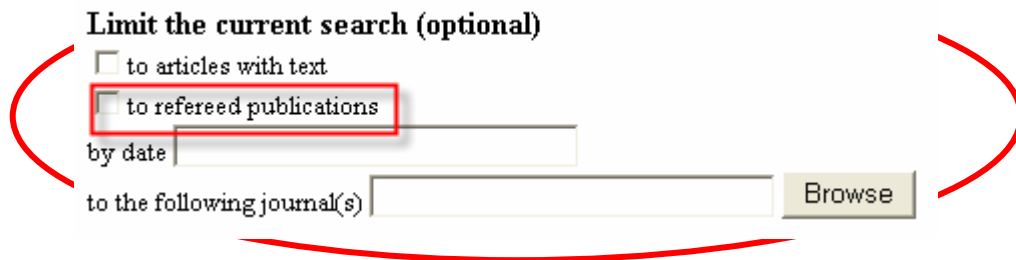 Limit the current search (optional)
to articles with text
to refereed publications
by date
to the following journal(s) Browse